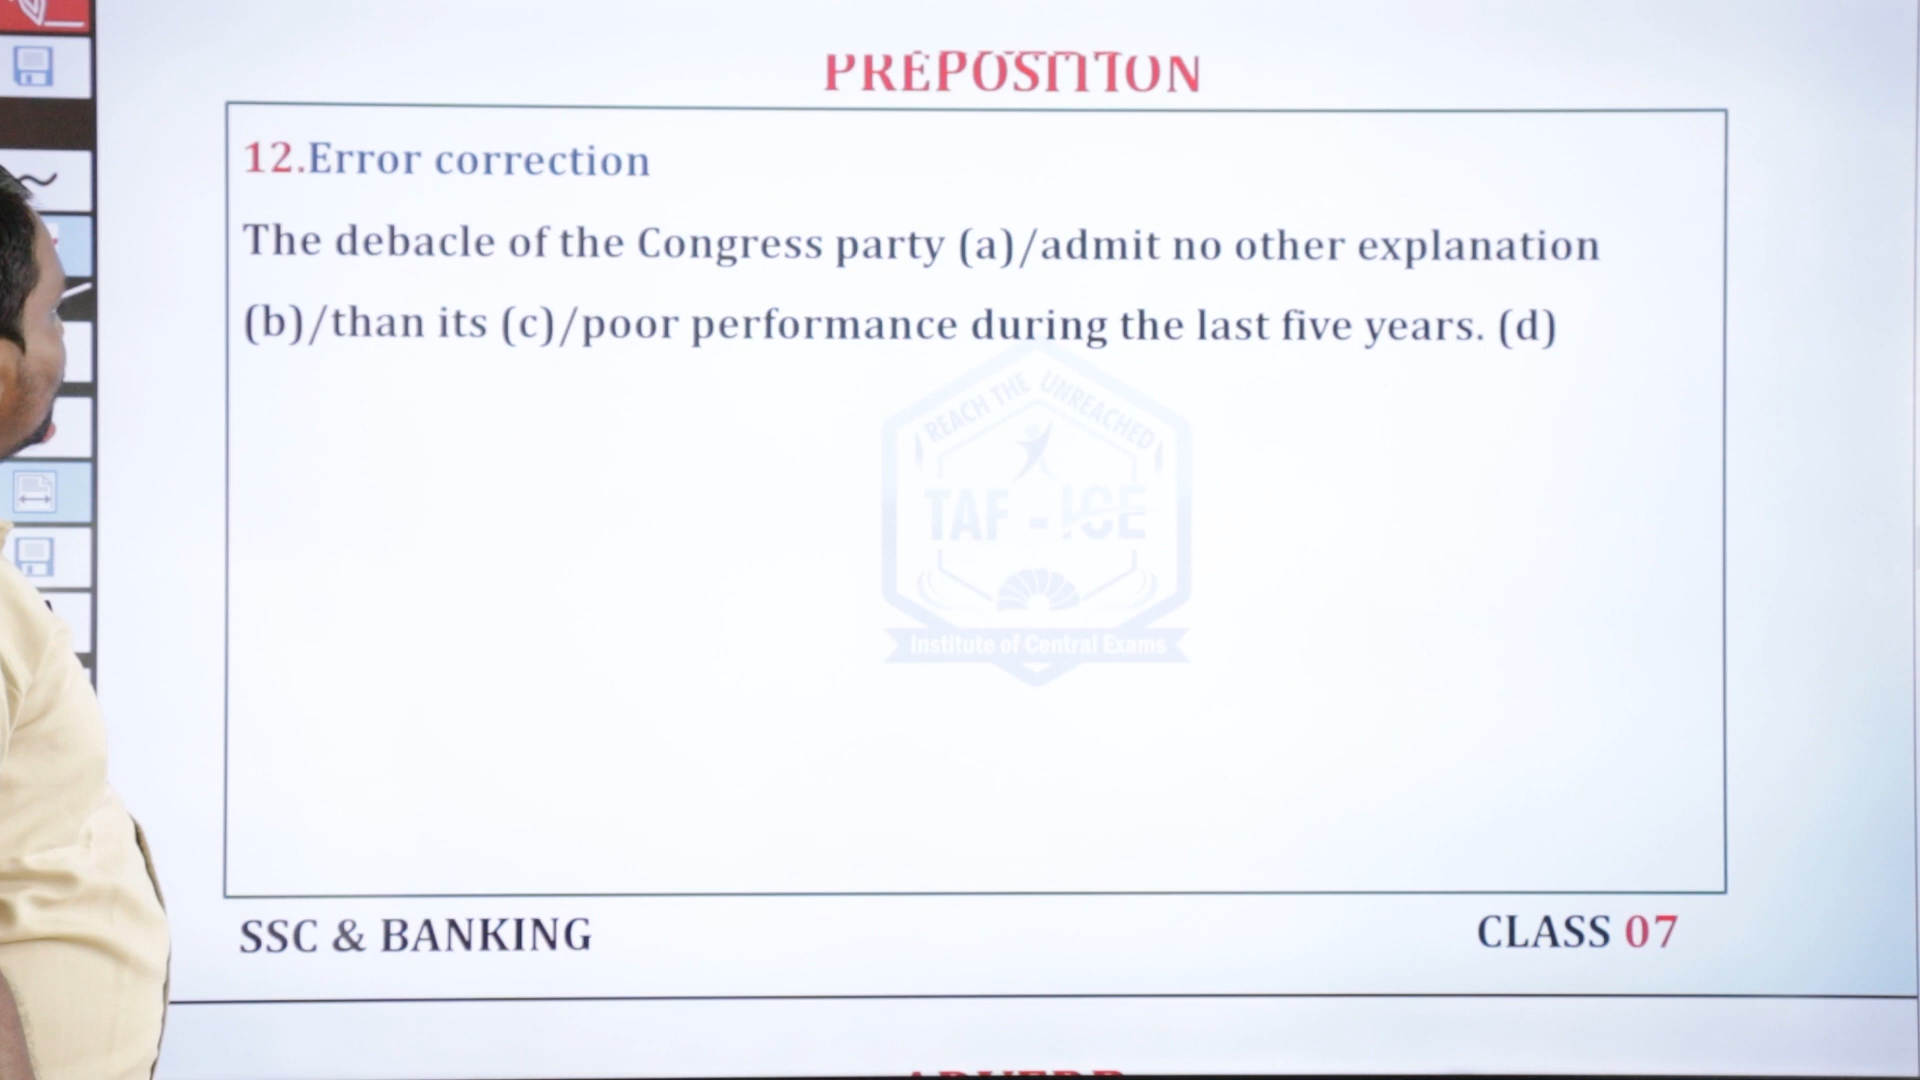 PREPOSITION
12.Error correction
The debacle of the Congress party (a)/admit no other explanation
(b)/than its (c)/poor performance during the last five years. (d)
REACH THE UNREACHED
TAF - ICE
Institute of Central Exams
SSC & BANKING
CLASS 07